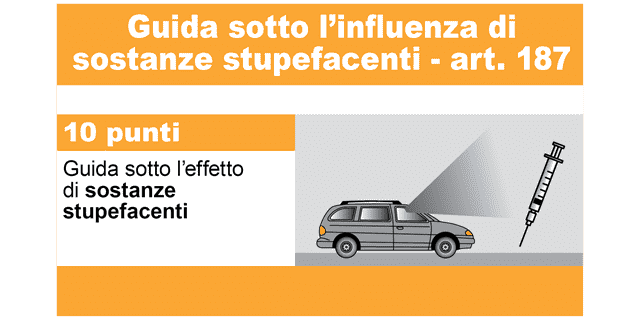 Guida sotto l’influenza di
sostanze stupefacenti - art. 187
10 punti
Guida sotto l’effetto
di sostanze
stupefacenti